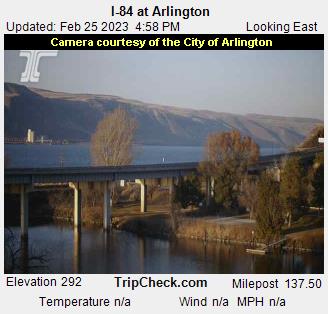 I-84 at Arlington
Updated: Feb 25 2023 4:58 PM Looking East
Camera courtesy of the City of Arlington
Elevation 292 TripCheck.com Milepost 137.50
Temperature n/a Wind n/a MPH n/a